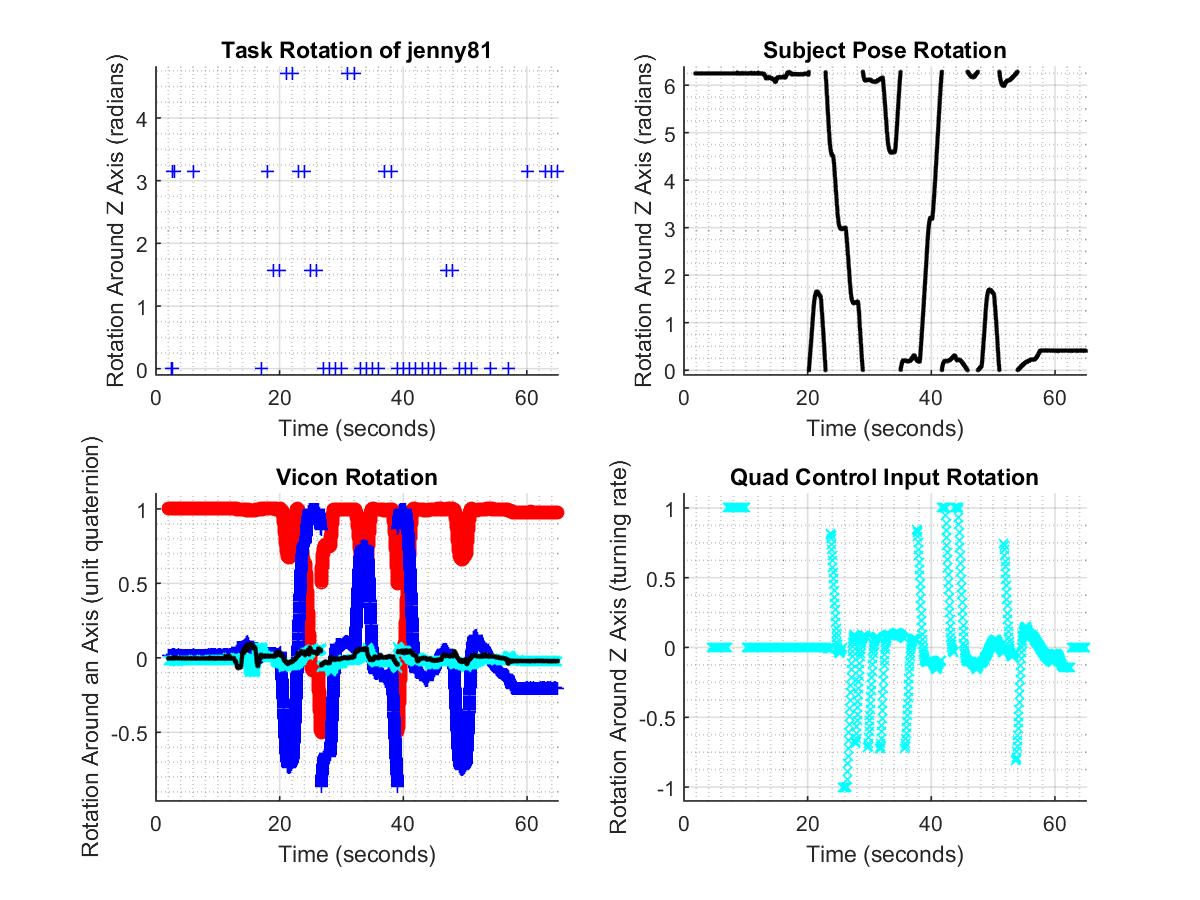 Task Rotation of jenny81
Rotation Around Z Axis (radians)
4
3
2
1
0
0 20 40 60
Time (seconds)
Subject Pose Rotation
Rotation Around Z Axis (radians)
6
5
4
3
2
1
0
0 20 40 60
Time (seconds)
Vicon Rotation
Rotation Around an Axis (unit quaternion)
1
0.5
0
-0.5
0 20 40 60
Time (seconds)
Quad Control Input Rotation
Rotation Around Z Axis (turning rate)
1
0.5
0
-0.5
-1
0 20 40 60
Time (seconds)